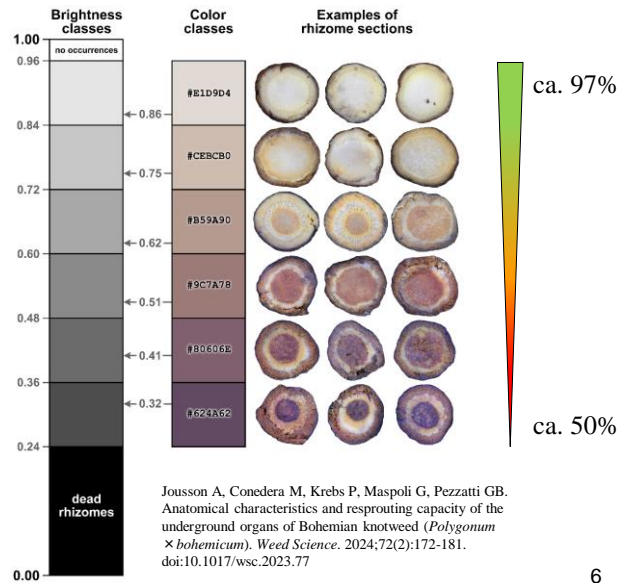 Brightness
classes
Color
classes
Examples of
rhizome sections
1.00
no occurrences
0.96
0.86
0.84
0.75
0.72
0.62
0.60
0.51
0.48
0.41
0.36
0.32
0.24
dead
rhizomes
0.00
#E1D9D4
#CEBCB0
#B59A90
#9C7A78
#80606E
#624A62
ca. 97%
ca. 50%
Jousson A, Conedera M, Krebs P, Maspoli G, Pezzatti GB.
Anatomical characteristics and resprouting capacity of the
underground organs of Bohemian knotweed (Polygonum
×bohemicum). Weed Science. 2024;72(2):172-181.
doi:10.1017/wsc.2023.77
6